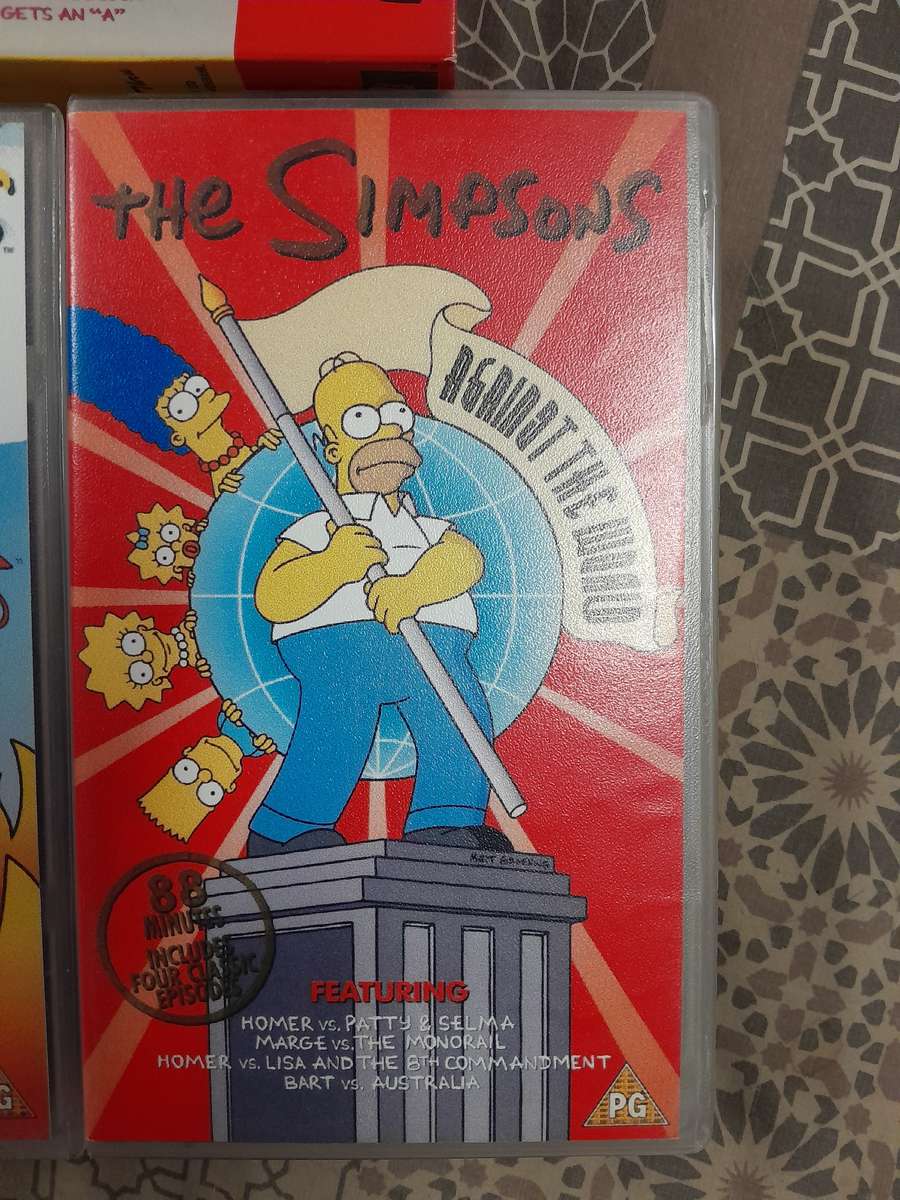 GETS AN "A"
THE SIMPSONS
AGAINST THE WORLD
MATT GROENING
88
MINUTES
INCLUDES
FOUR CLASSIC
EPISODES
FEATURING
HOMER VS. PATTY & SELMA
MARGE VS. THE MONORAIL
HOMER VS. LISA AND THE 8TH COMMANDMENT
BART VS. AUSTRALIA
PG
G
TM